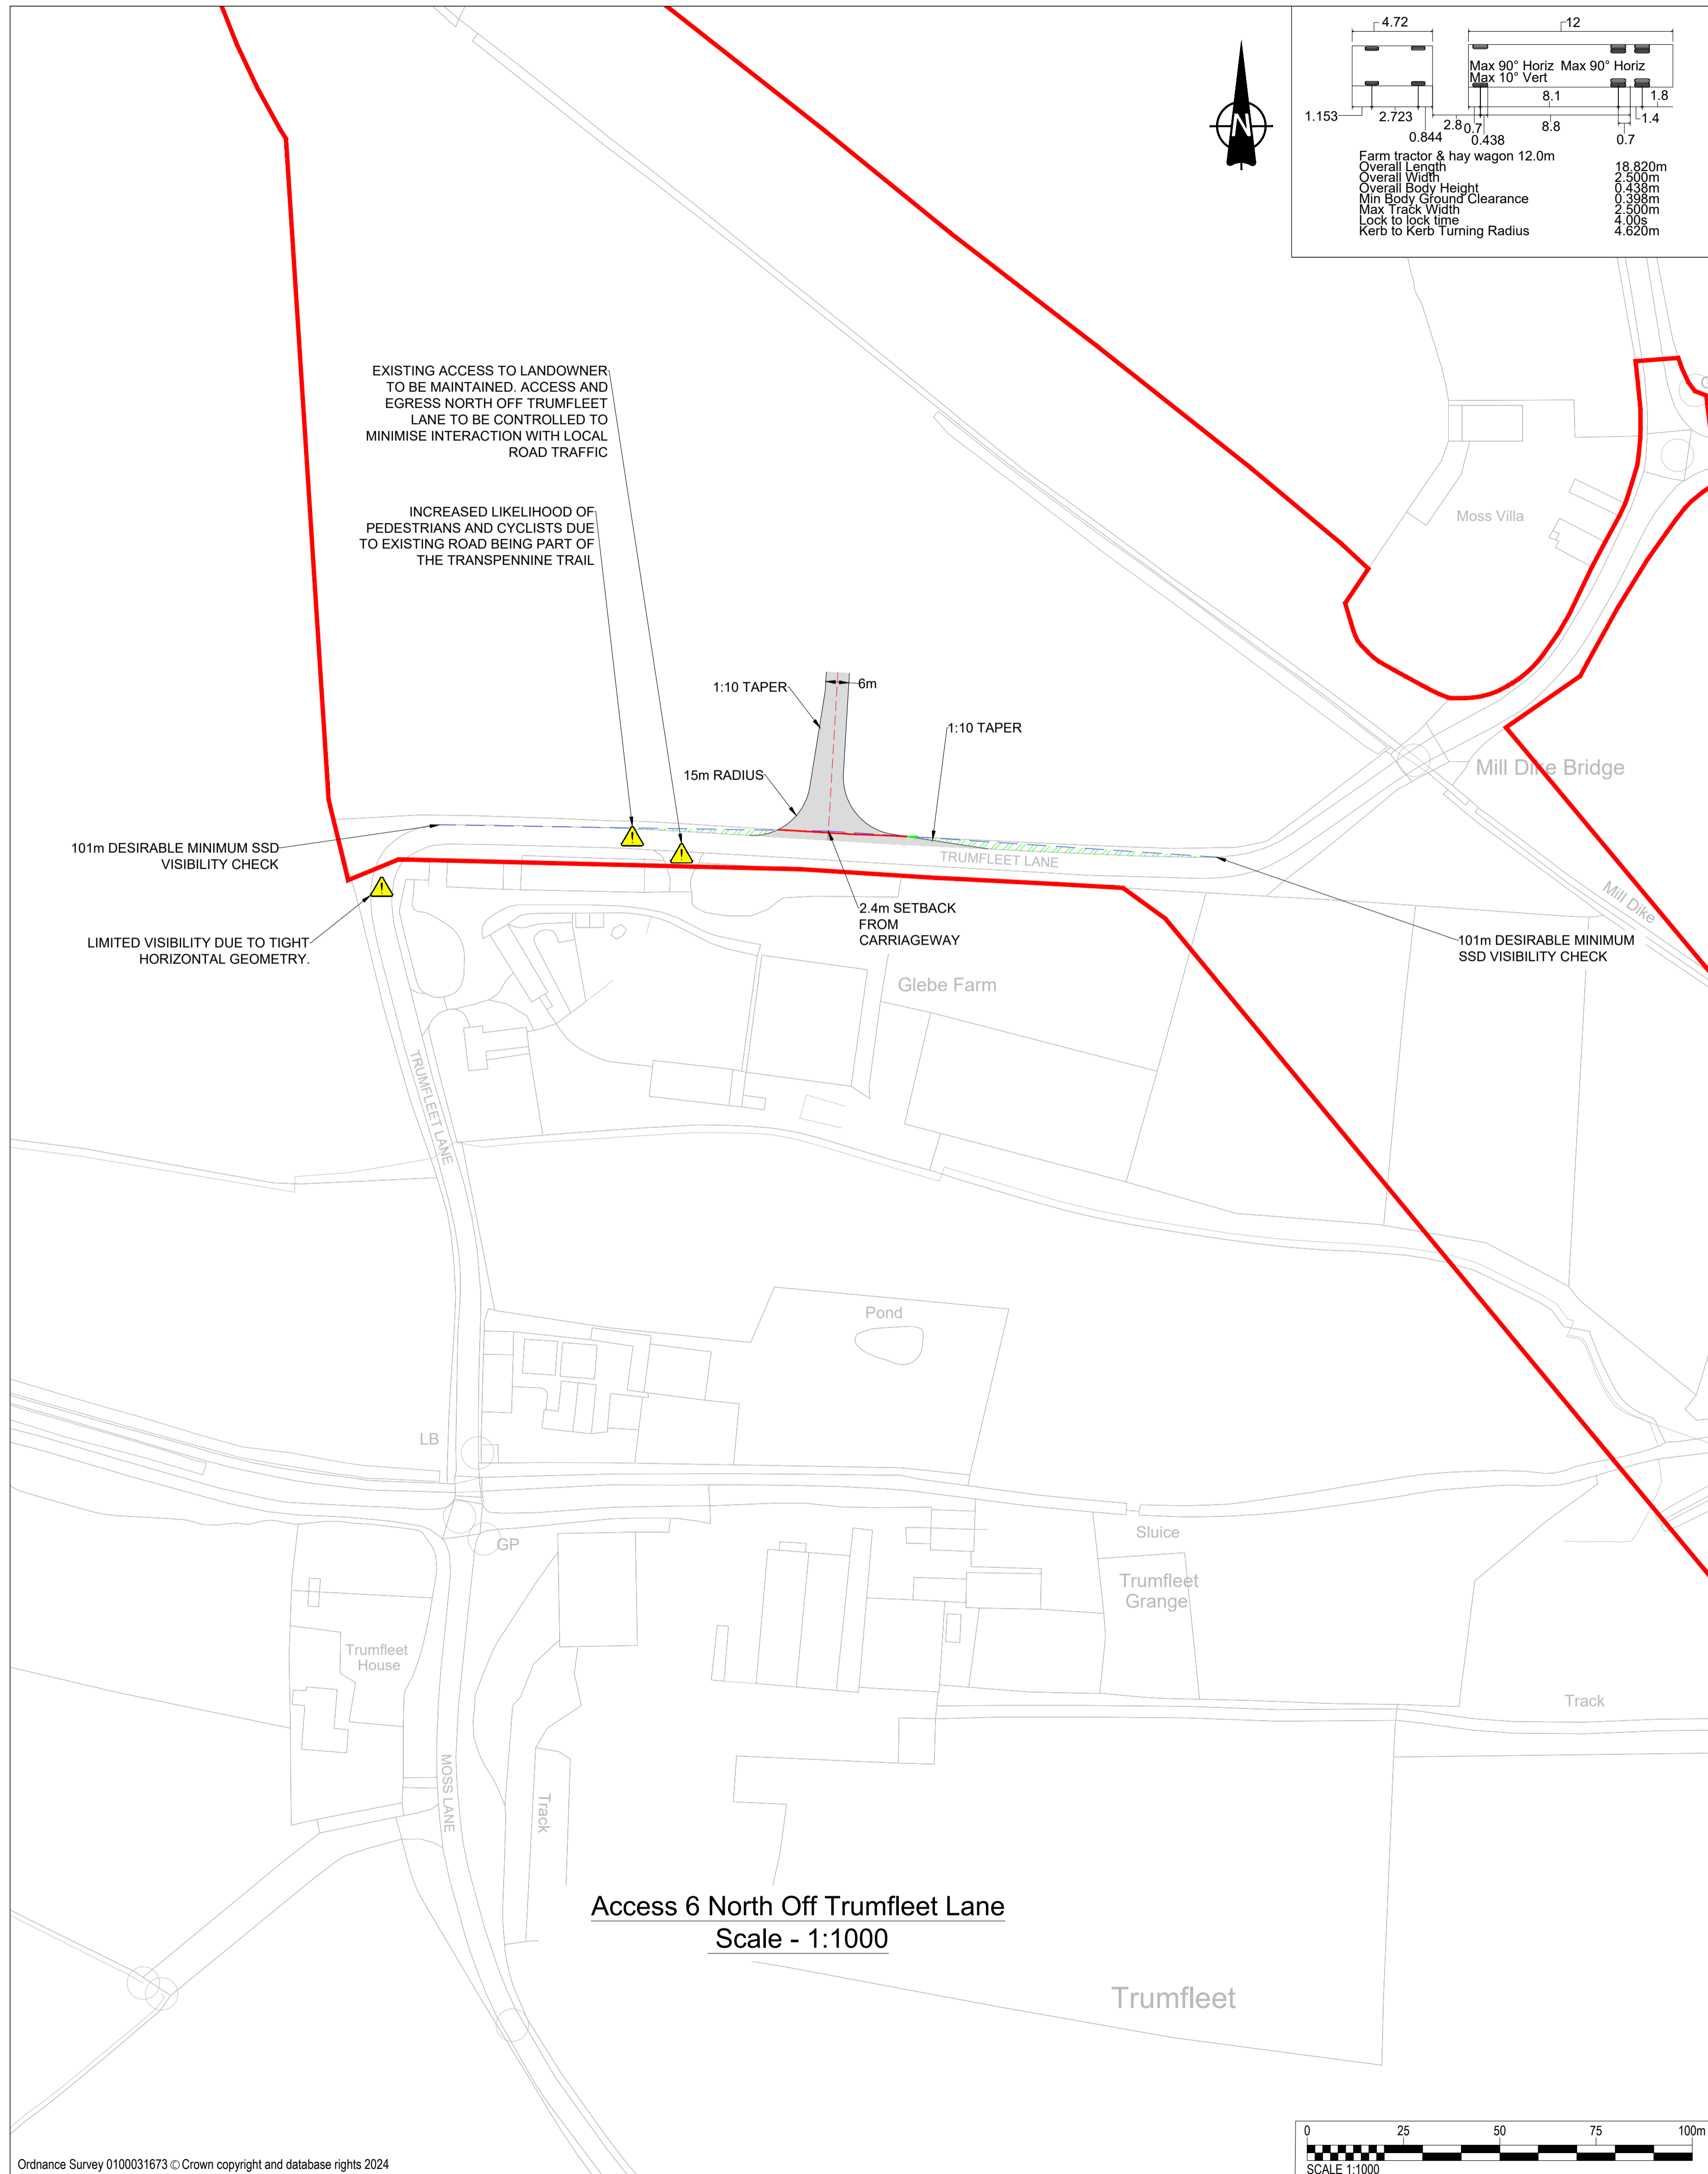 4.72
12
Max 90° Horiz Max 90° Horiz
Max 10° Vert
8.1
1.8
1.153
2.723
0.844
2.8
0.7
0.438
8.8
1.4
0.7
N
Farm tractor & hay wagon 12.0m
Overall Length 18.820m
Overall Width 2.500m
Overall Body Height 0.438m
Min Body Ground Clearance 0.398m
Max Track Width 2.500m
Lock to lock time 4.00s
Kerb to Kerb Turning Radius 4.620m
EXISTING ACCESS TO LANDOWNER
TO BE MAINTAINED. ACCESS AND
EGRESS NORTH OFF TRUMFLEET
LANE TO BE CONTROLLED TO
MINIMISE INTERACTION WITH LOCAL
ROAD TRAFFIC
INCREASED LIKELIHOOD OF
PEDESTRIANS AND CYCLISTS DUE
TO EXISTING ROAD BEING PART OF
THE TRANSPENNINE TRAIL
Moss Villa
1:10 TAPER
6m
1:10 TAPER
15m RADIUS
Mill Dike Bridge
101m DESIRABLE MINIMUM SSD
VISIBILITY CHECK
TRUMFLEET LANE
Mill Dike
2.4m SETBACK
FROM
CARRIAGEWAY
LIMITED VISIBILITY DUE TO TIGHT
HORIZONTAL GEOMETRY.
101m DESIRABLE MINIMUM
SSD VISIBILITY CHECK
Glebe Farm
TRUMFLEET LANE
Pond
LB
GP
Sluice
Trumfleet
Grange
Trumfleet
House
Track
MOSS LANE
Track
Access 6 North Off Trumfleet Lane
Scale - 1:1000
Trumfleet
0 25 50 75 100m
SCALE 1:1000
Ordnance Survey 0100031673 © Crown copyright and database rights 2024